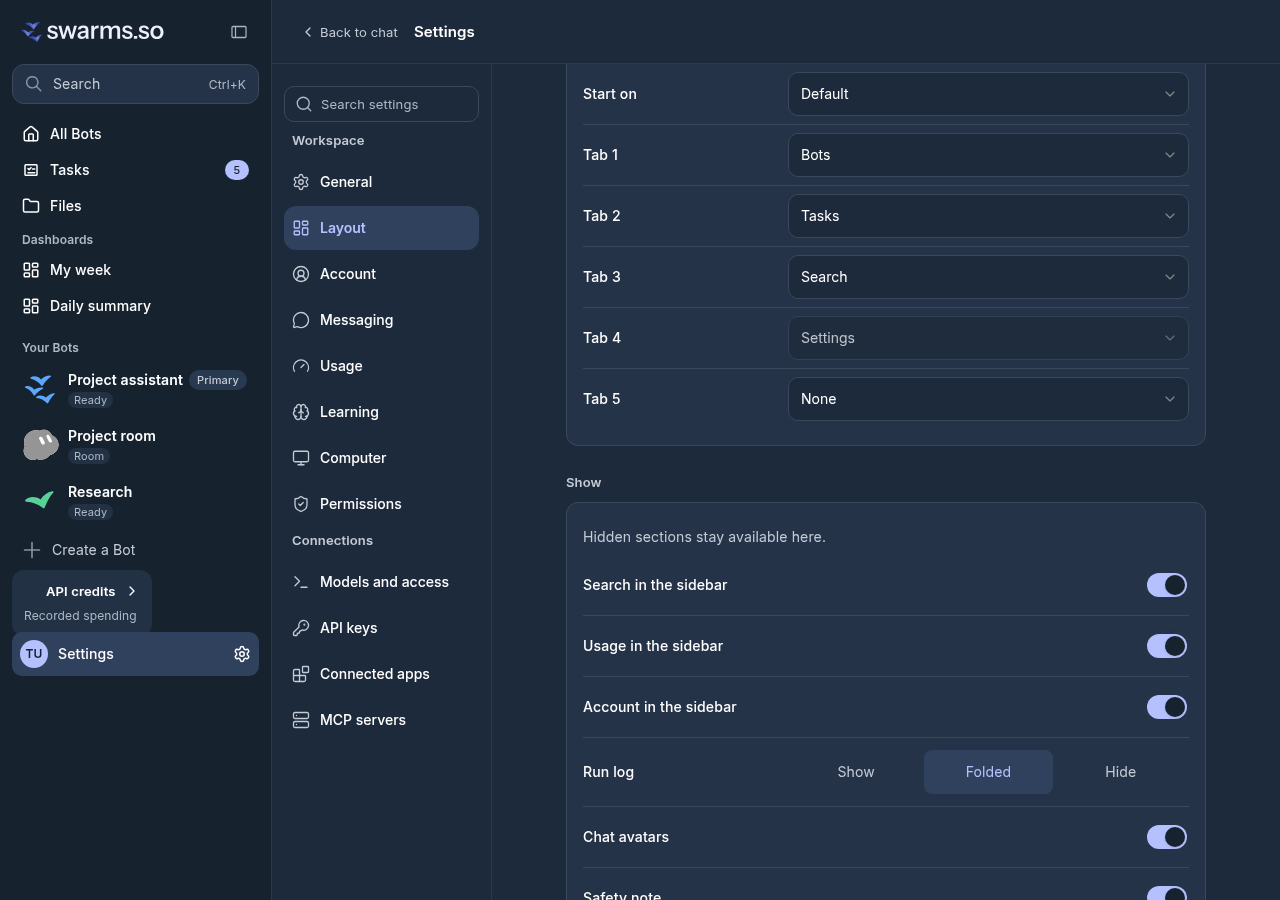 swarms.so
Search Ctrl+K
All Bots
Tasks 5
Files
Dashboards
My week
Daily summary
Your Bots
Project assistant Primary
Ready
Project room
Room
Research
Ready
Create a Bot
API credits
Recorded spending
TU Settings
Back to chat Settings
Search settings
Workspace
General
Layout
Account
Messaging
Usage
Learning
Computer
Permissions
Connections
Models and access
API keys
Connected apps
MCP servers
Start on Default
Tab 1 Bots
Tab 2 Tasks
Tab 3 Search
Tab 4 Settings
Tab 5 None
Show
Hidden sections stay available here.
Search in the sidebar
Usage in the sidebar
Account in the sidebar
Run log Show Folded Hide
Chat avatars
Safety note